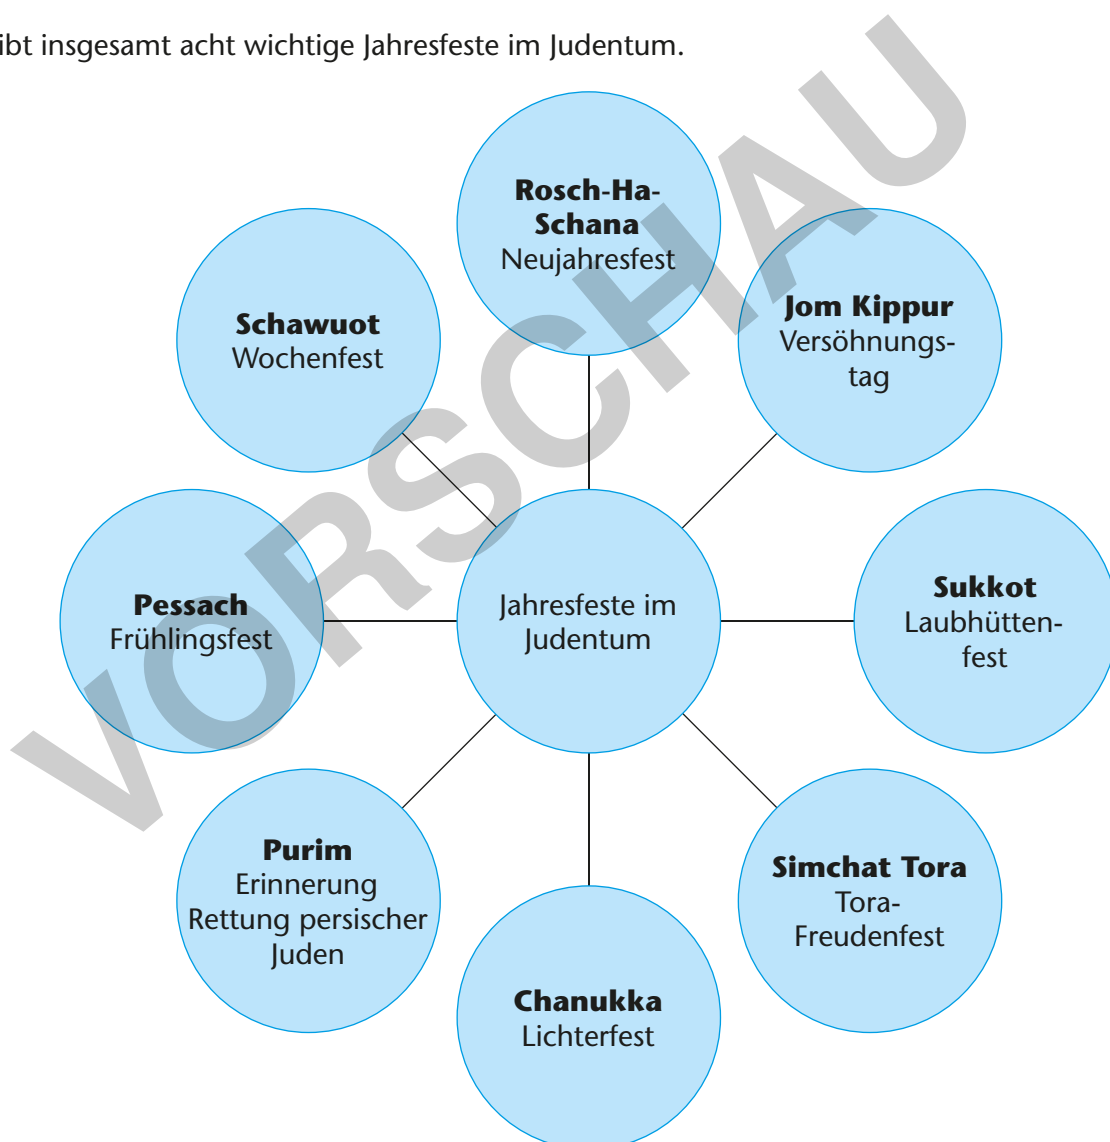 ibt insgesamt acht wichtige Jahresfeste im Judentum.
Rosch-Ha-
Schana
Neujahresfest
Jom Kippur
Versöhnungs-
tag
Sukkot
Laubhütten-
fest
Simchat Tora
Tora-
Freudenfest
Chanukka
Lichterfest
Purim
Erinnerung
Rettung persischer
Juden
Pessach
Frühlingsfest
Schawuot
Wochenfest
Jahresfeste im
Judentum
VORSCHAU